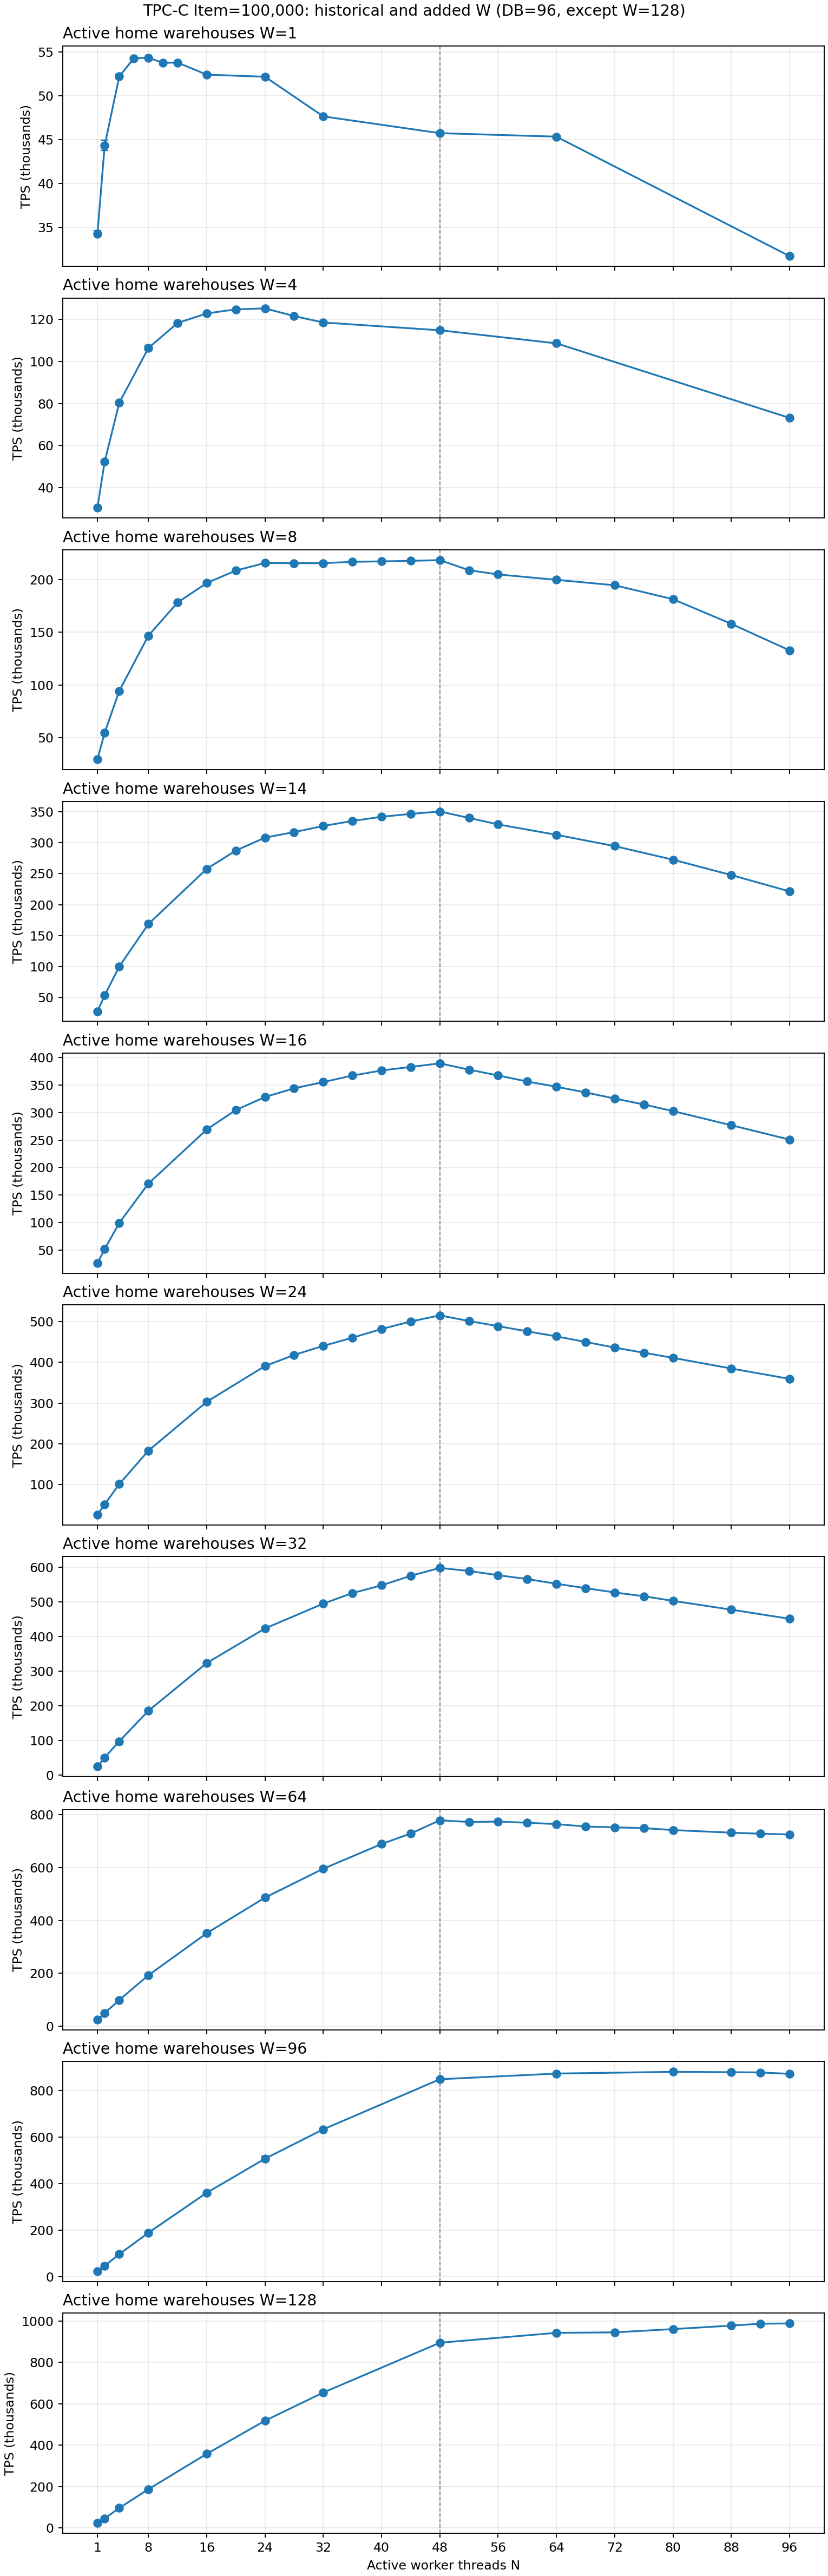 TPC-C Item=100,000: historical and added W (DB=96, except W=128)
Active home warehouses W=1
55
50
45
40
35
TPS (thousands)
Active home warehouses W=4
120
100
80
60
40
TPS (thousands)
Active home warehouses W=8
200
150
100
50
TPS (thousands)
Active home warehouses W=14
350
300
250
200
150
100
50
TPS (thousands)
Active home warehouses W=16
400
350
300
250
200
150
100
50
TPS (thousands)
Active home warehouses W=24
500
400
300
200
100
TPS (thousands)
Active home warehouses W=32
600
500
400
300
200
100
0
TPS (thousands)
Active home warehouses W=64
800
600
400
200
0
TPS (thousands)
Active home warehouses W=96
800
600
400
200
0
TPS (thousands)
Active home warehouses W=128
1000
800
600
400
200
0
TPS (thousands)
1 8 16 24 32 40 48 56 64 72 80 88 96
Active worker threads N